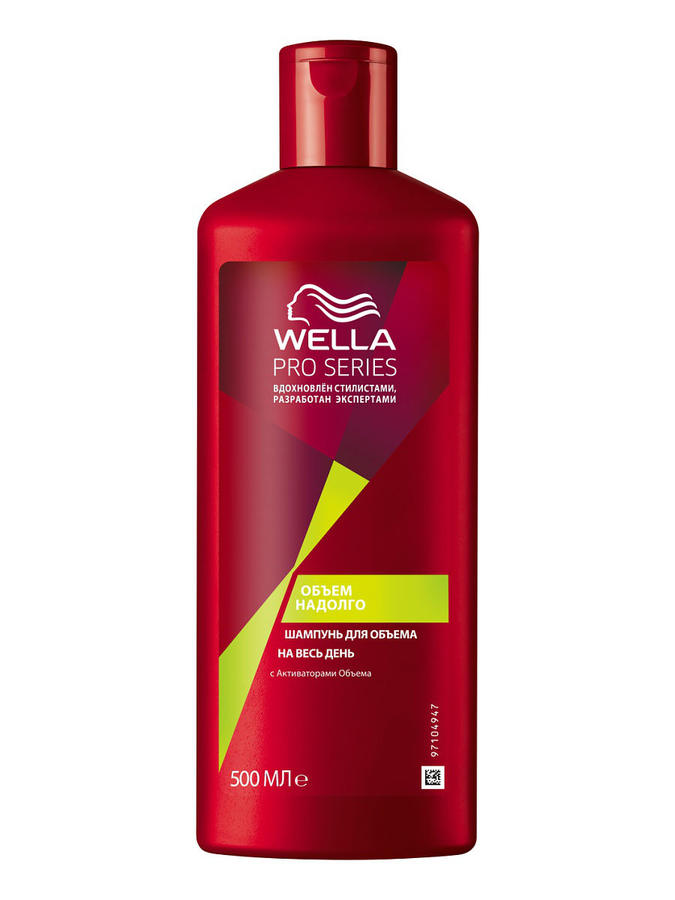 WELLA
PRO SERIES
ВДОХНОВЛЁН СТИЛИСТАМИ,
РАЗРАБОТАН ЭКСПЕРТАМИ
ОБЪЕМ
НАДОЛГО
ШАМПУНЬ ДЛЯ ОБЪЕМА
НА ВЕСЬ ДЕНЬ
с Активаторами Объема
97104947
500 МЛ ℮